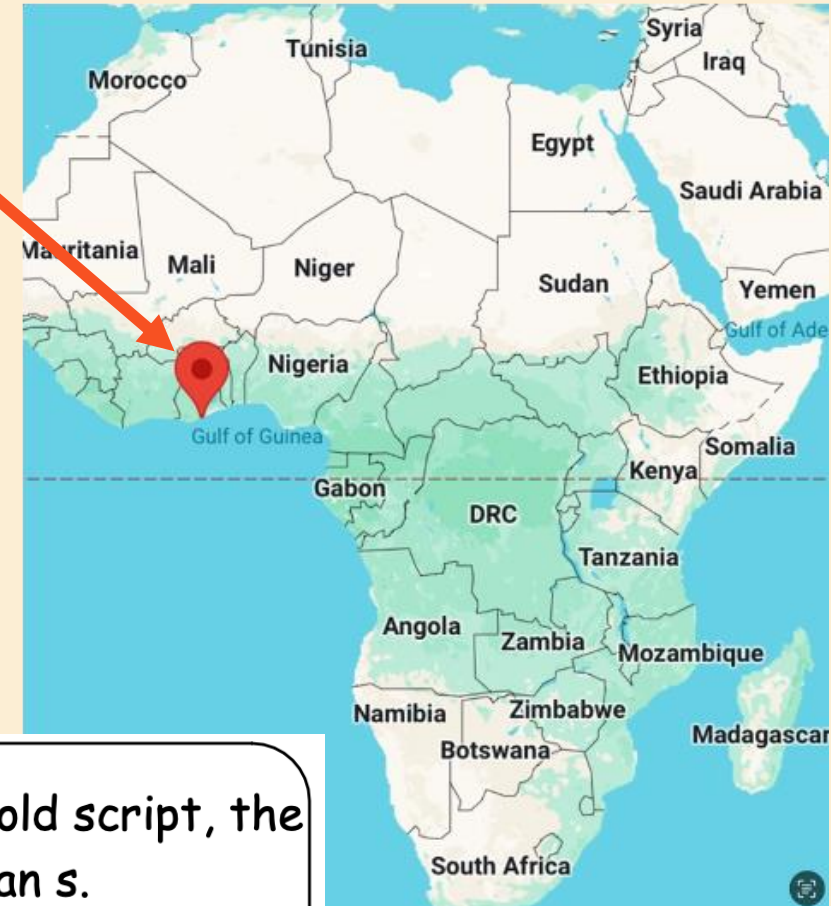 Syria
Tunisia
Iraq
Morocco
Egypt
Saudi Arabia
Mauritania
Mali
Niger
Sudan
Yemen
Gulf of Ade
Nigeria
Ethiopia
Gulf of Guinea
Somalia
Kenya
Gabon
DRC
Tanzania
Angola
Zambia
Mozambique
Namibia
Zimbabwe
Madagascar
Botswana
old script, the
an s.
South Africa